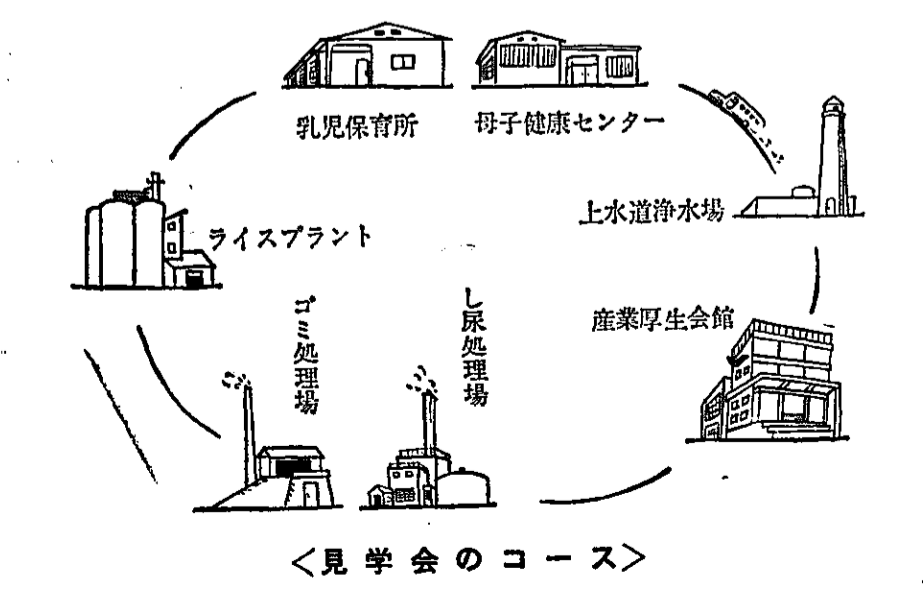 乳児保育所
母子健康センター
上水道浄水場
ライスプラント
産業厚生会館
ゴミ処理場
し尿処理場
<見学会のコース>